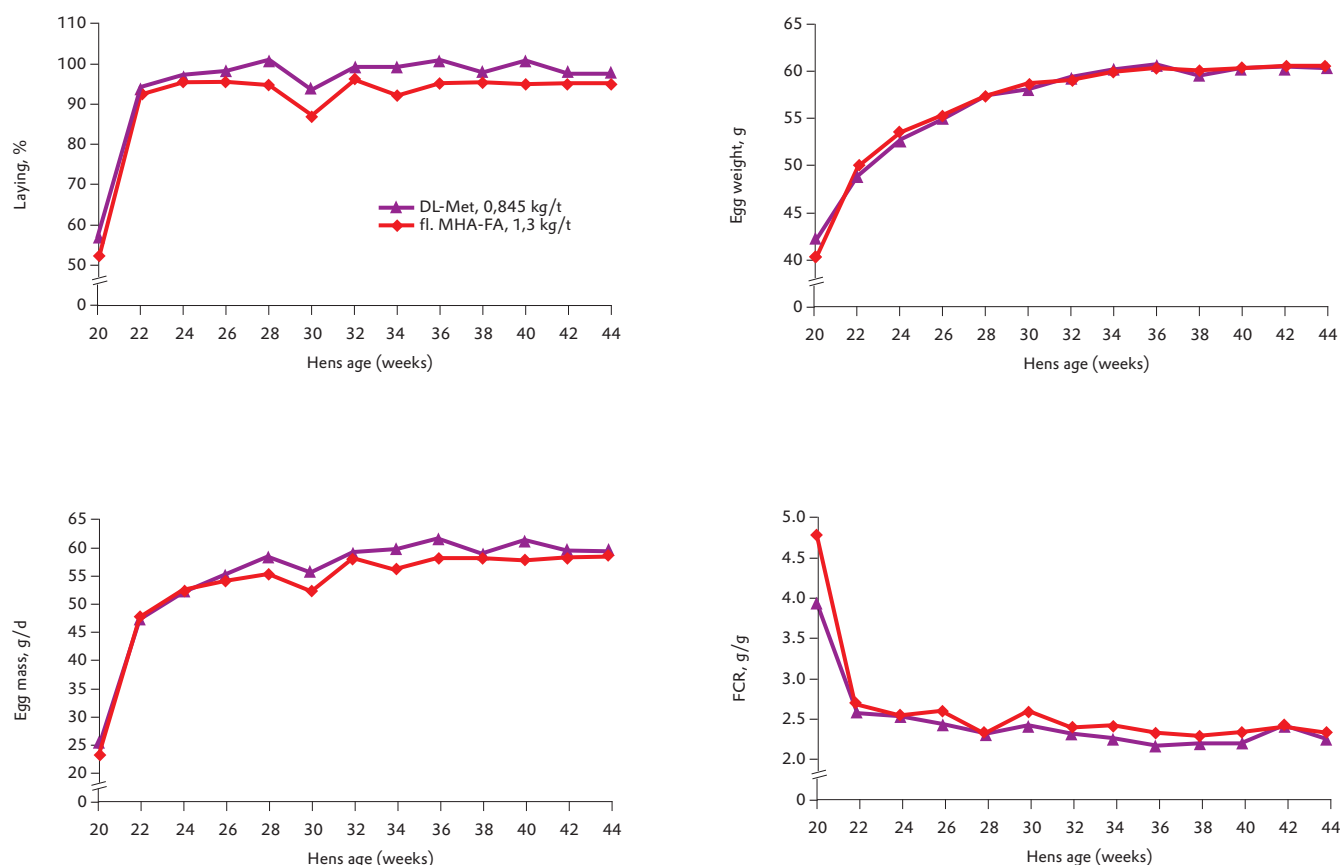 110
100
90
80
70
60
50
0
Laying, %
DL-Met, 0,845 kg/t
fl. MHA-FA, 1,3 kg/t
20 22 24 26 28 30 32 34 36 38 40 42 44
Hens age (weeks)
65
60
55
50
45
40
0
Egg weight, g
20 22 24 26 28 30 32 34 36 38 40 42 44
Hens age (weeks)
65
60
55
50
45
40
35
30
25
20
0
Egg mass, g/d
20 22 24 26 28 30 32 34 36 38 40 42 44
Hens age (weeks)
5.0
4.5
4.0
3.5
3.0
2.5
2.0
0
FCR, g/g
20 22 24 26 28 30 32 34 36 38 40 42 44
Hens age (weeks)